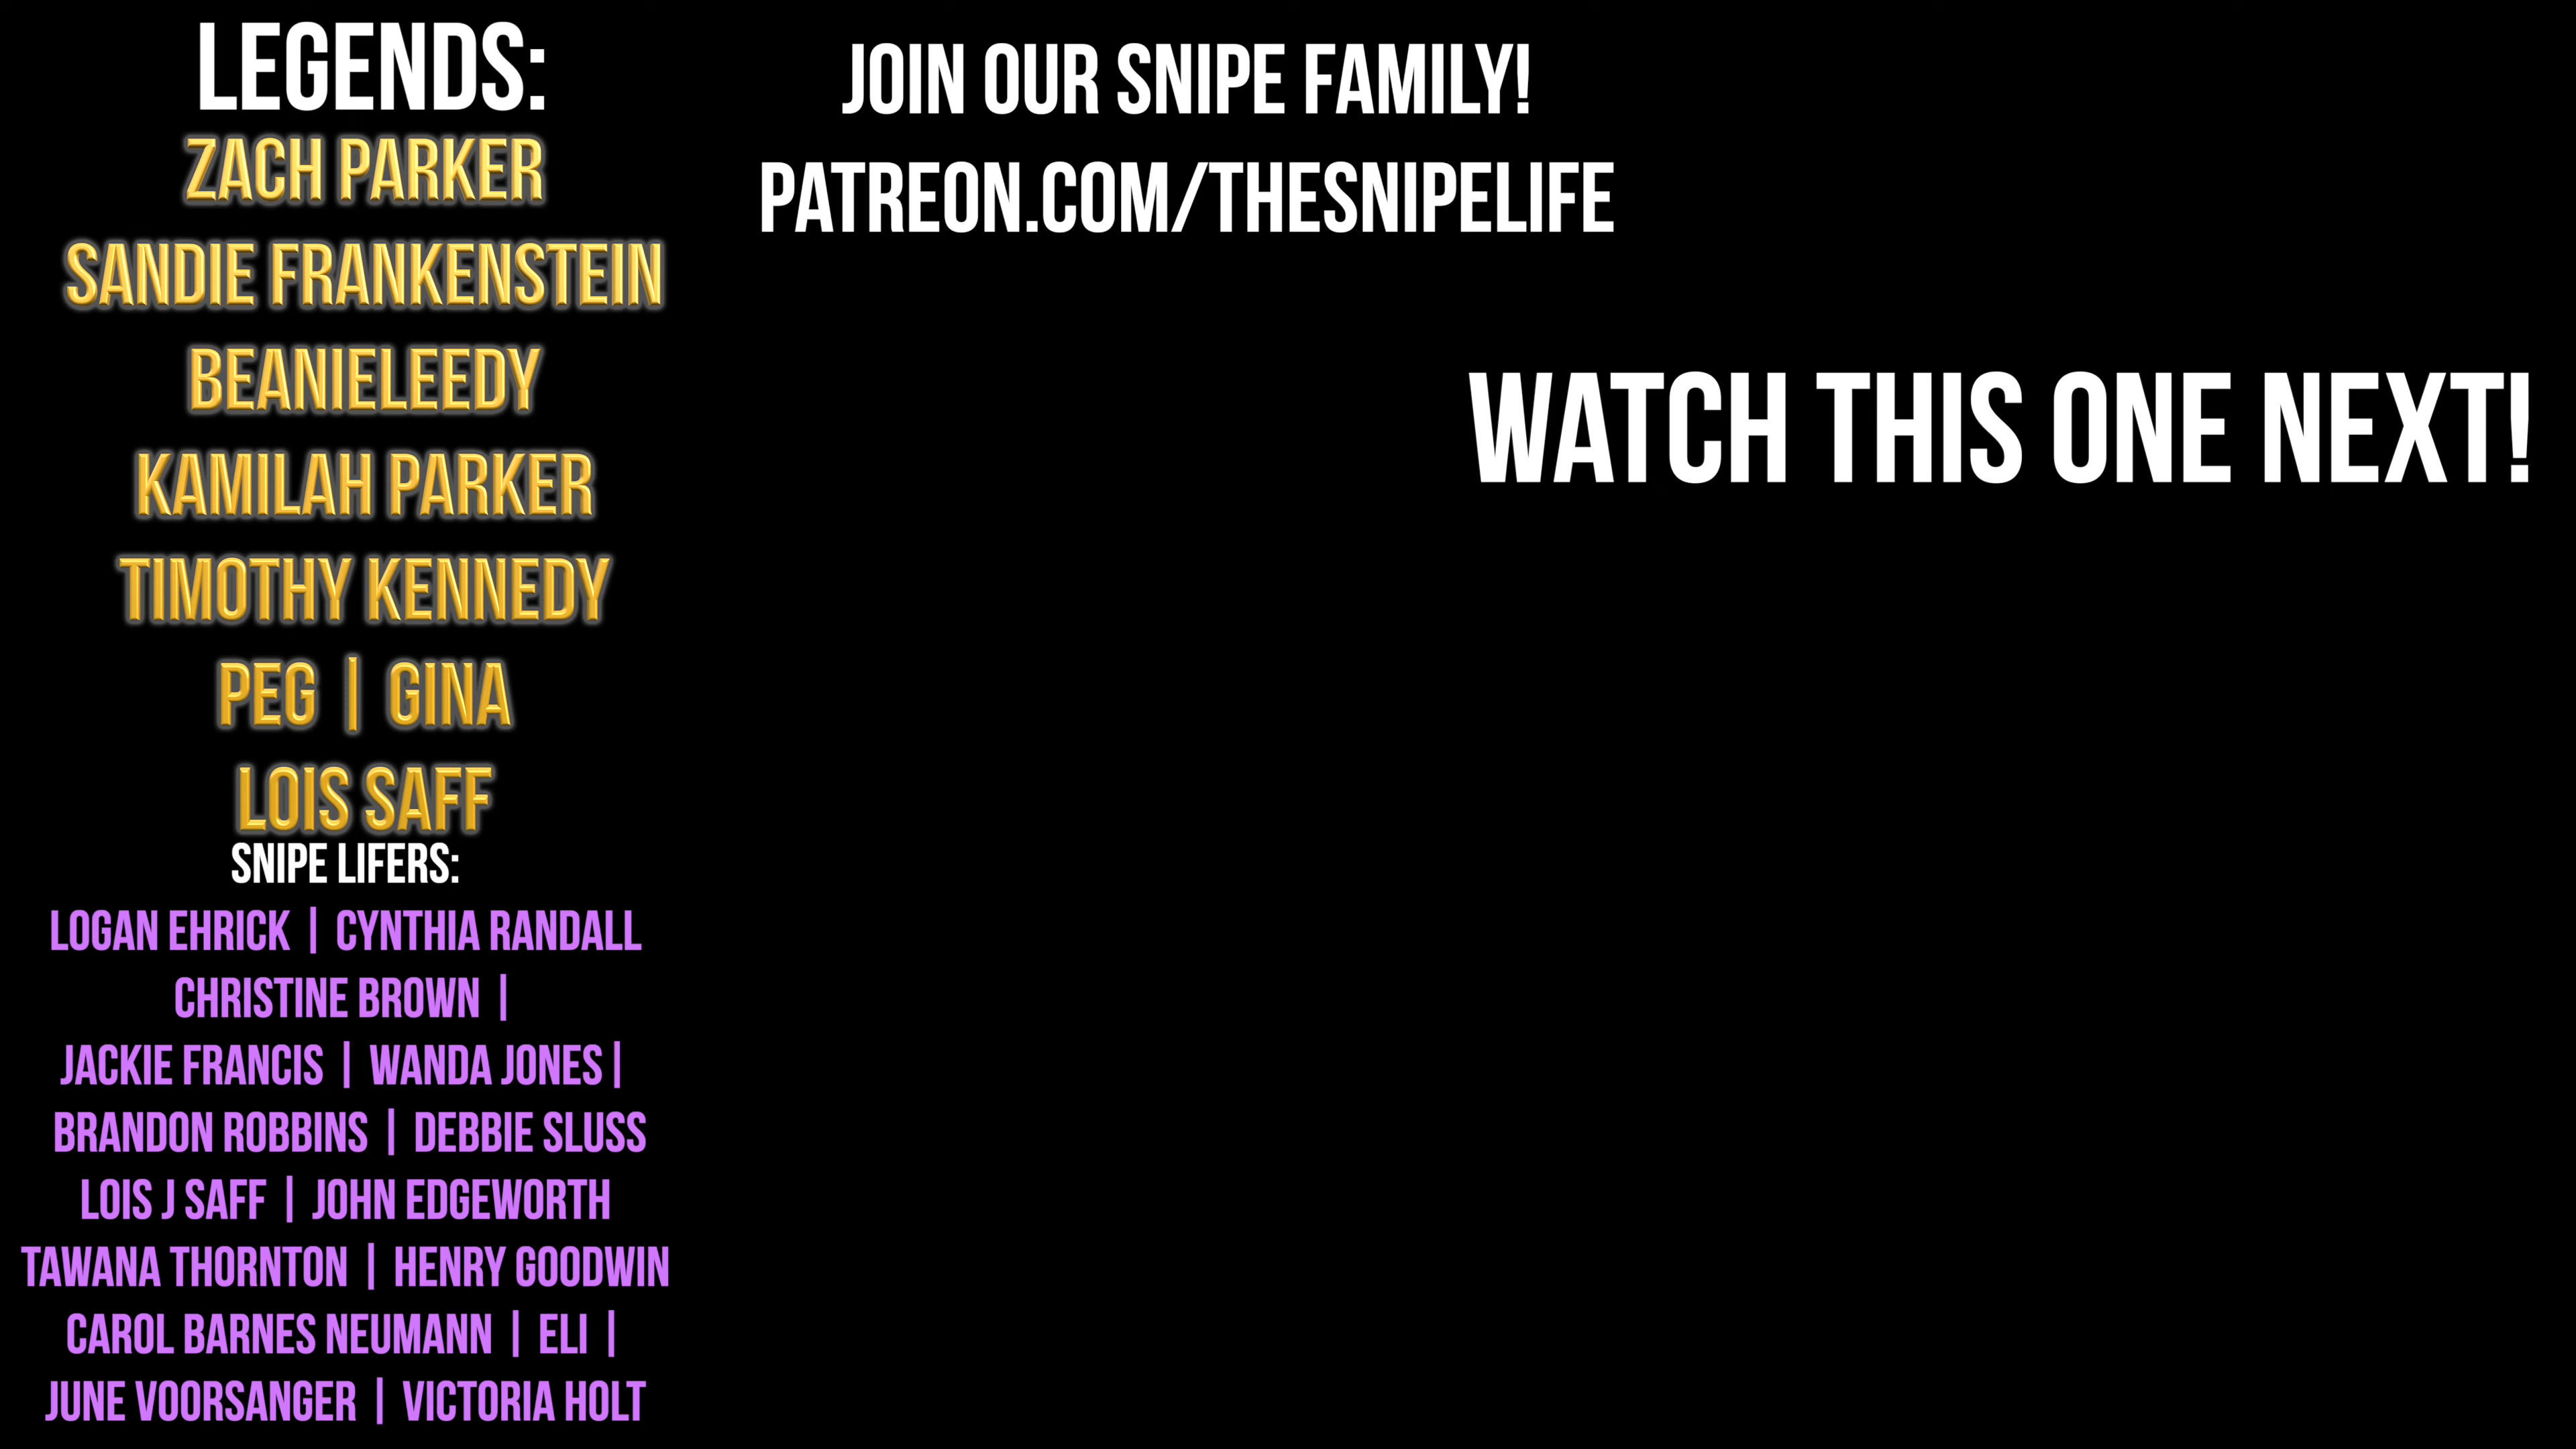 LEGENDS:
ZACH PARKER
SANDIE FRANKENSTEIN
BEANIELEEDY
KAMILAH PARKER
TIMOTHY KENNEDY
PEG | GINA
LOIS SAFF
SNIPE LIFERS:
LOGAN EHRICK | CYNTHIA RANDALL
CHRISTINE BROWN |
JACKIE FRANCIS | WANDA JONES |
BRANDON ROBBINS | DEBBIE SLUSS
LOIS J SAFF | JOHN EDGEWORTH
TAWANA THORNTON | HENRY GOODWIN
CAROL BARNES NEUMANN | ELI |
JUNE VOORSANGER | VICTORIA HOLT
JOIN OUR SNIPE FAMILY!
PATREON.COM/THESNIPELIFE
WATCH THIS ONE NEXT!